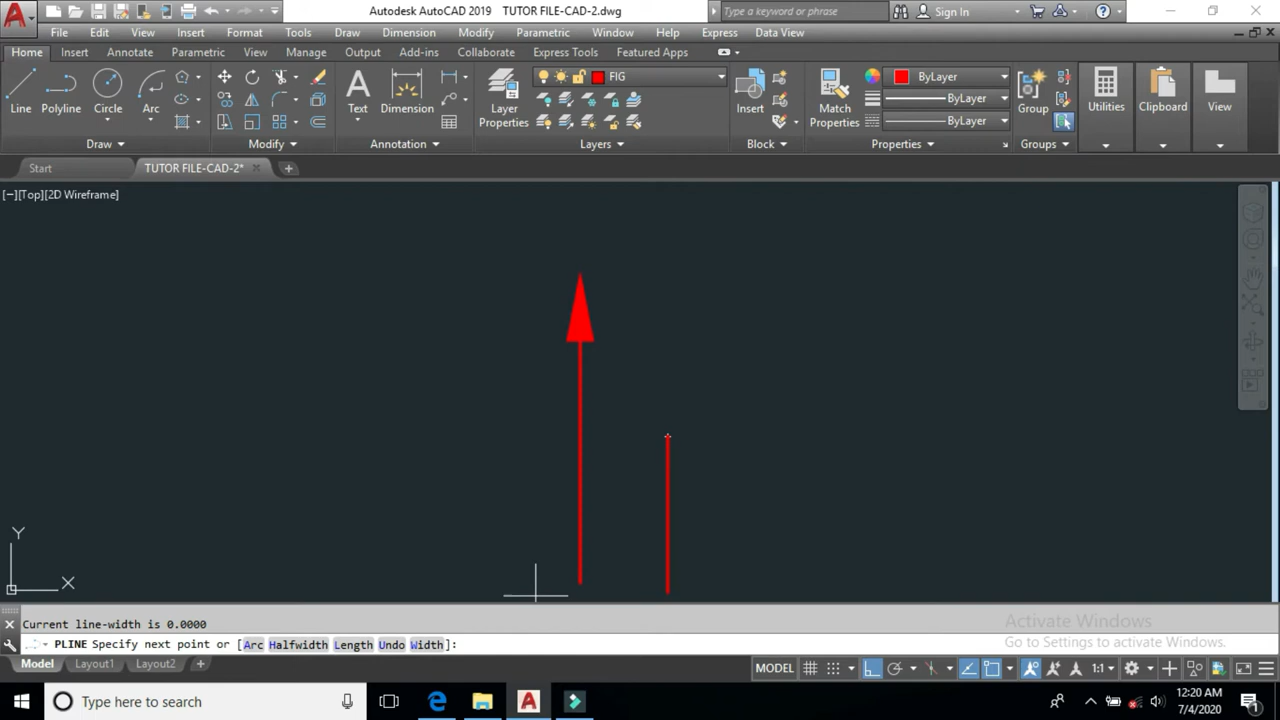 Autodesk AutoCAD 2019 TUTOR FILE-CAD-2.dwg Type a keyword or phrase Sign In
File Edit View Insert Format Tools Draw Dimension Modify Parametric Window Help Express Data View
Home Insert Annotate Parametric View Manage Output Add-ins Collaborate Express Tools Featured Apps
Line Polyline Circle Arc Text Dimension Layer Properties FIG Insert Match Properties ByLayer ByLayer ByLayer Group Utilities Clipboard View
Draw Modify Annotation Layers Block Properties Groups
Start TUTOR FILE-CAD-2*
[−][Top][2D Wireframe]
Y
X
Current line-width is 0.0000
Activate Windows
PLINE Specify next point or [Arc Halfwidth Length Undo Width]:
Go to Settings to activate Windows.
Model Layout1 Layout2 MODEL 1:1
Type here to search
12:20 AM
7/4/2020
1